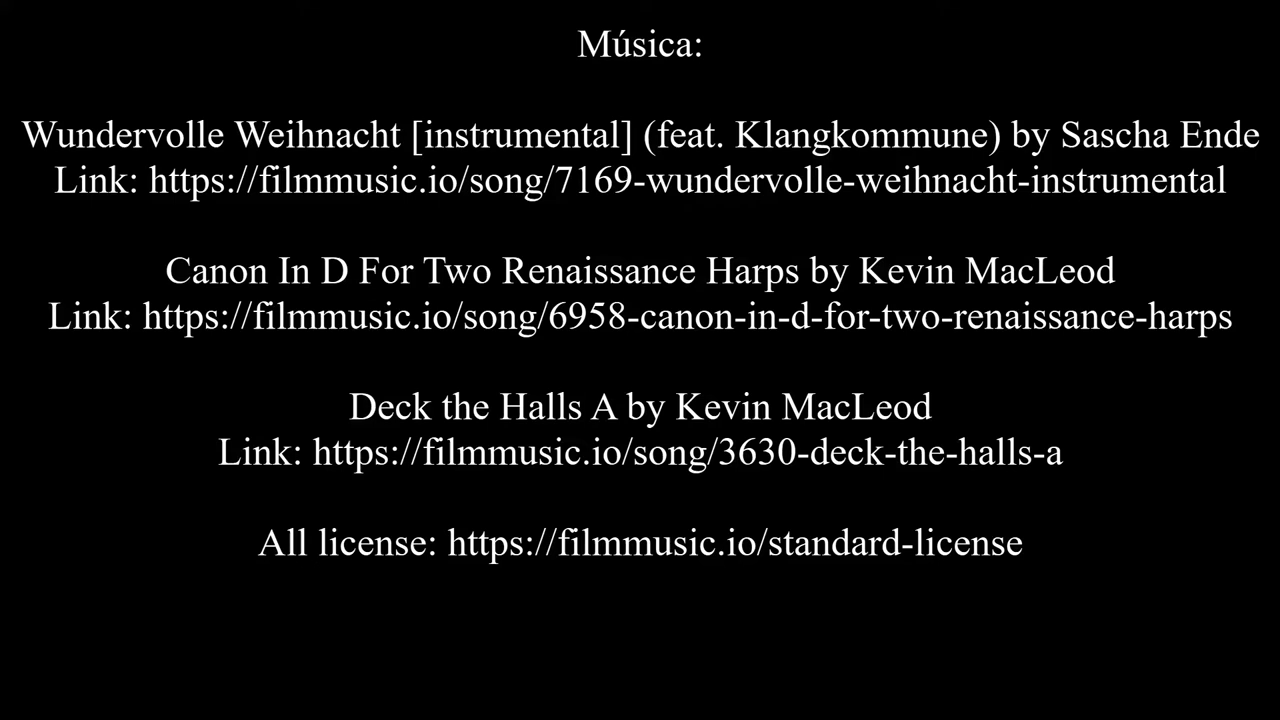 Música:
Wundervolle Weihnacht [instrumental] (feat. Klangkommune) by Sascha Ende
Link: https://filmmusic.io/song/7169-wundervolle-weihnacht-instrumental
Canon In D For Two Renaissance Harps by Kevin MacLeod
Link: https://filmmusic.io/song/6958-canon-in-d-for-two-renaissance-harps
Deck the Halls A by Kevin MacLeod
Link: https://filmmusic.io/song/3630-deck-the-halls-a
All license: https://filmmusic.io/standard-license